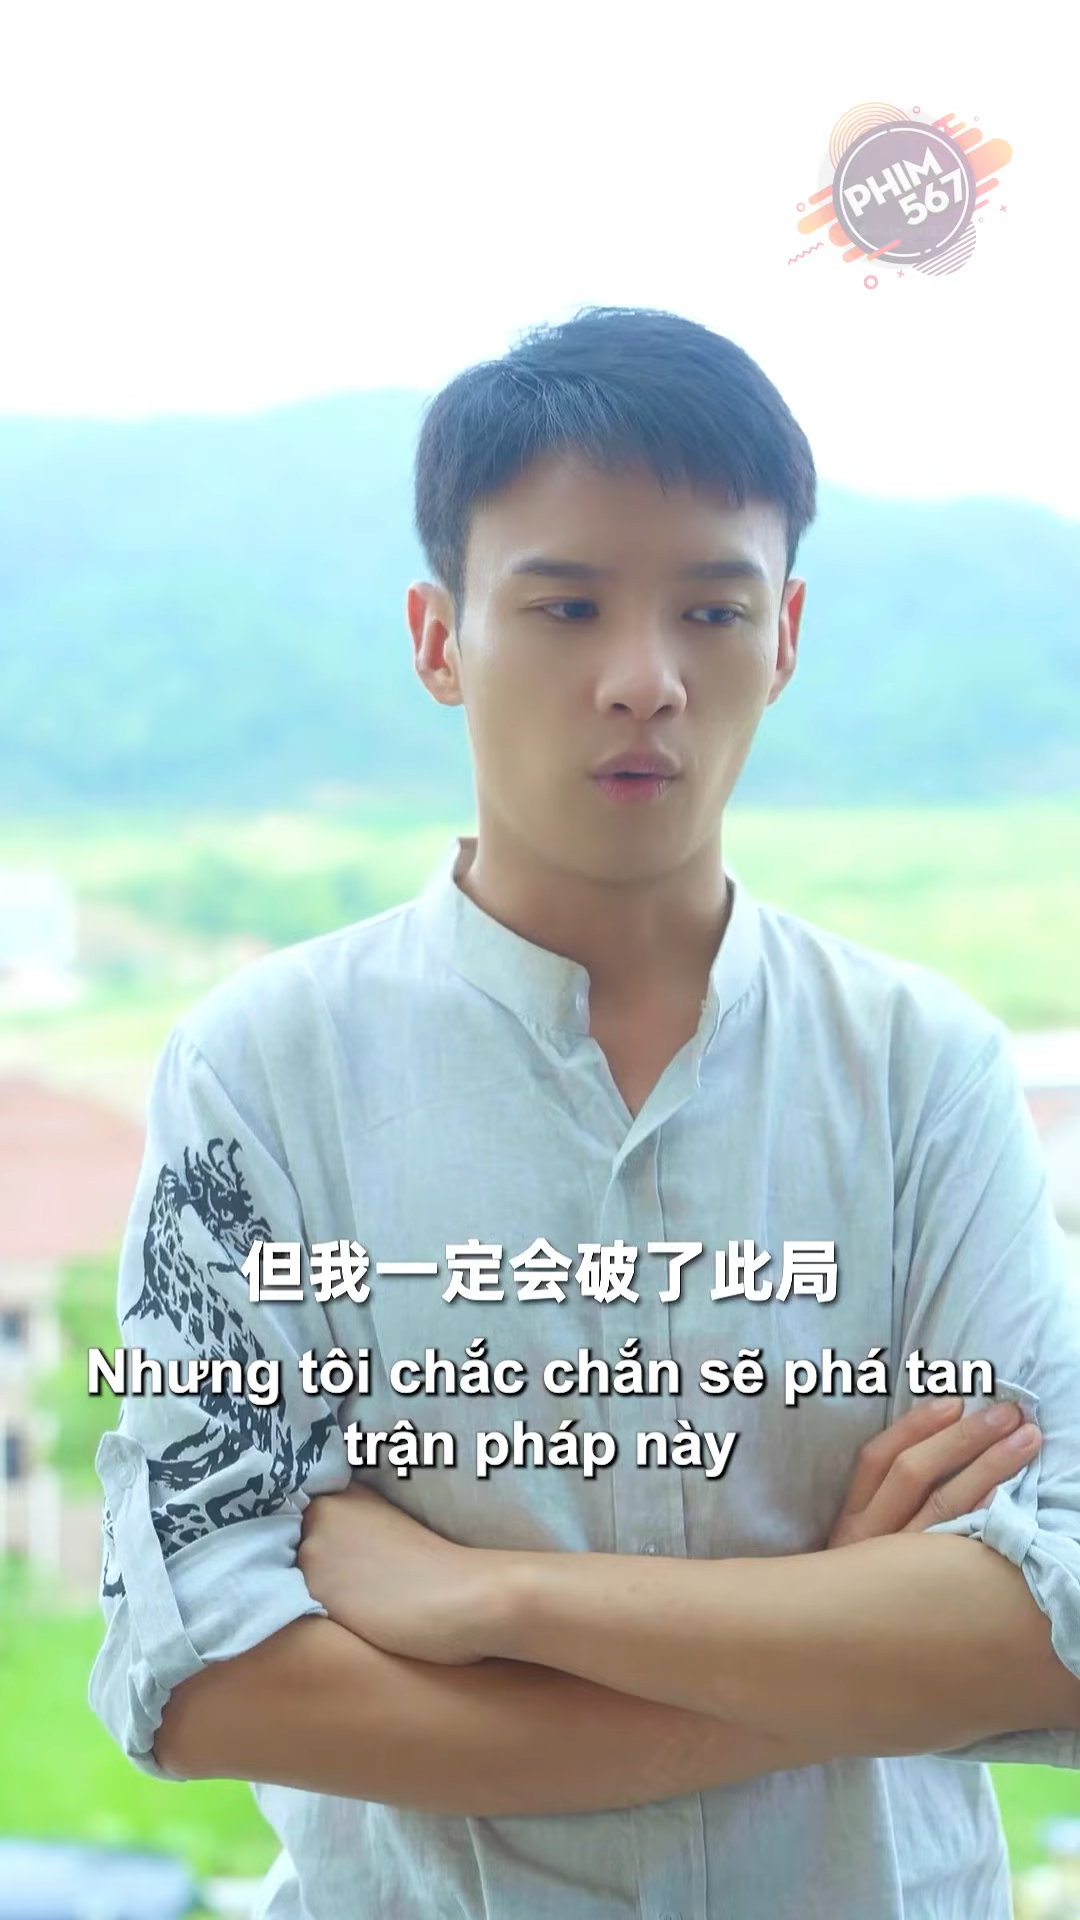 PHIM
567
但我一定会破了此局
Nhưng tôi chắc chắn sẽ phá tan
trận pháp này